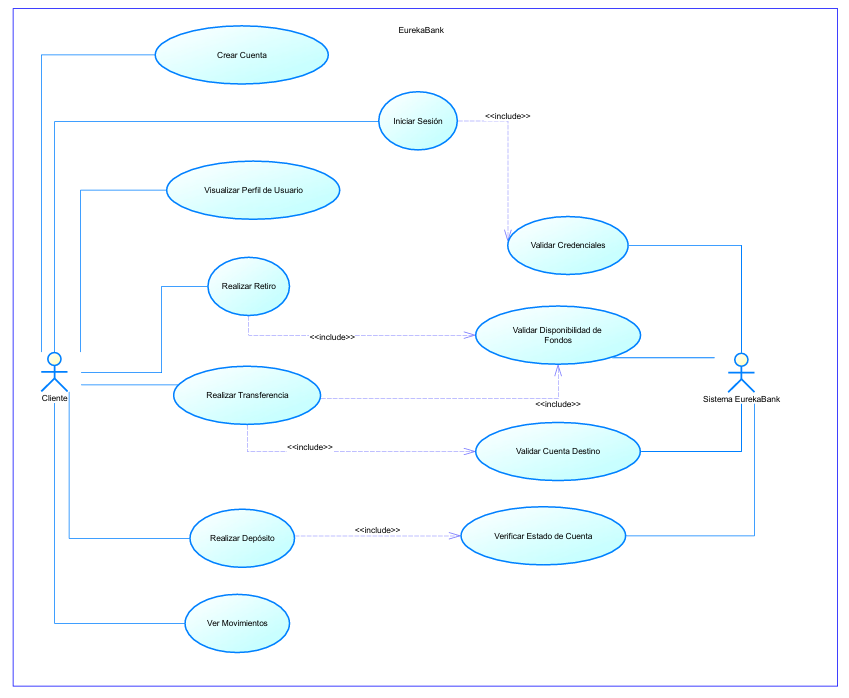 EurekaBank
Crear Cuenta
Iniciar Sesión
<<include>>
Visualizar Perfil de Usuario
Validar Credenciales
Realizar Retiro
<<include>>
Validar Disponibilidad de
Fondos
Cliente
Realizar Transferencia
<<include>>
Sistema EurekaBank
<<include>>
Validar Cuenta Destino
Realizar Depósito
<<include>>
Verificar Estado de Cuenta
Ver Movimientos